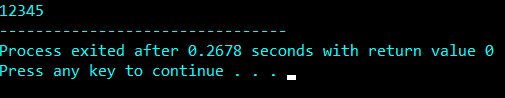 12345
--------------------------------
Process exited after 0.2678 seconds with return value 0
Press any key to continue . . .